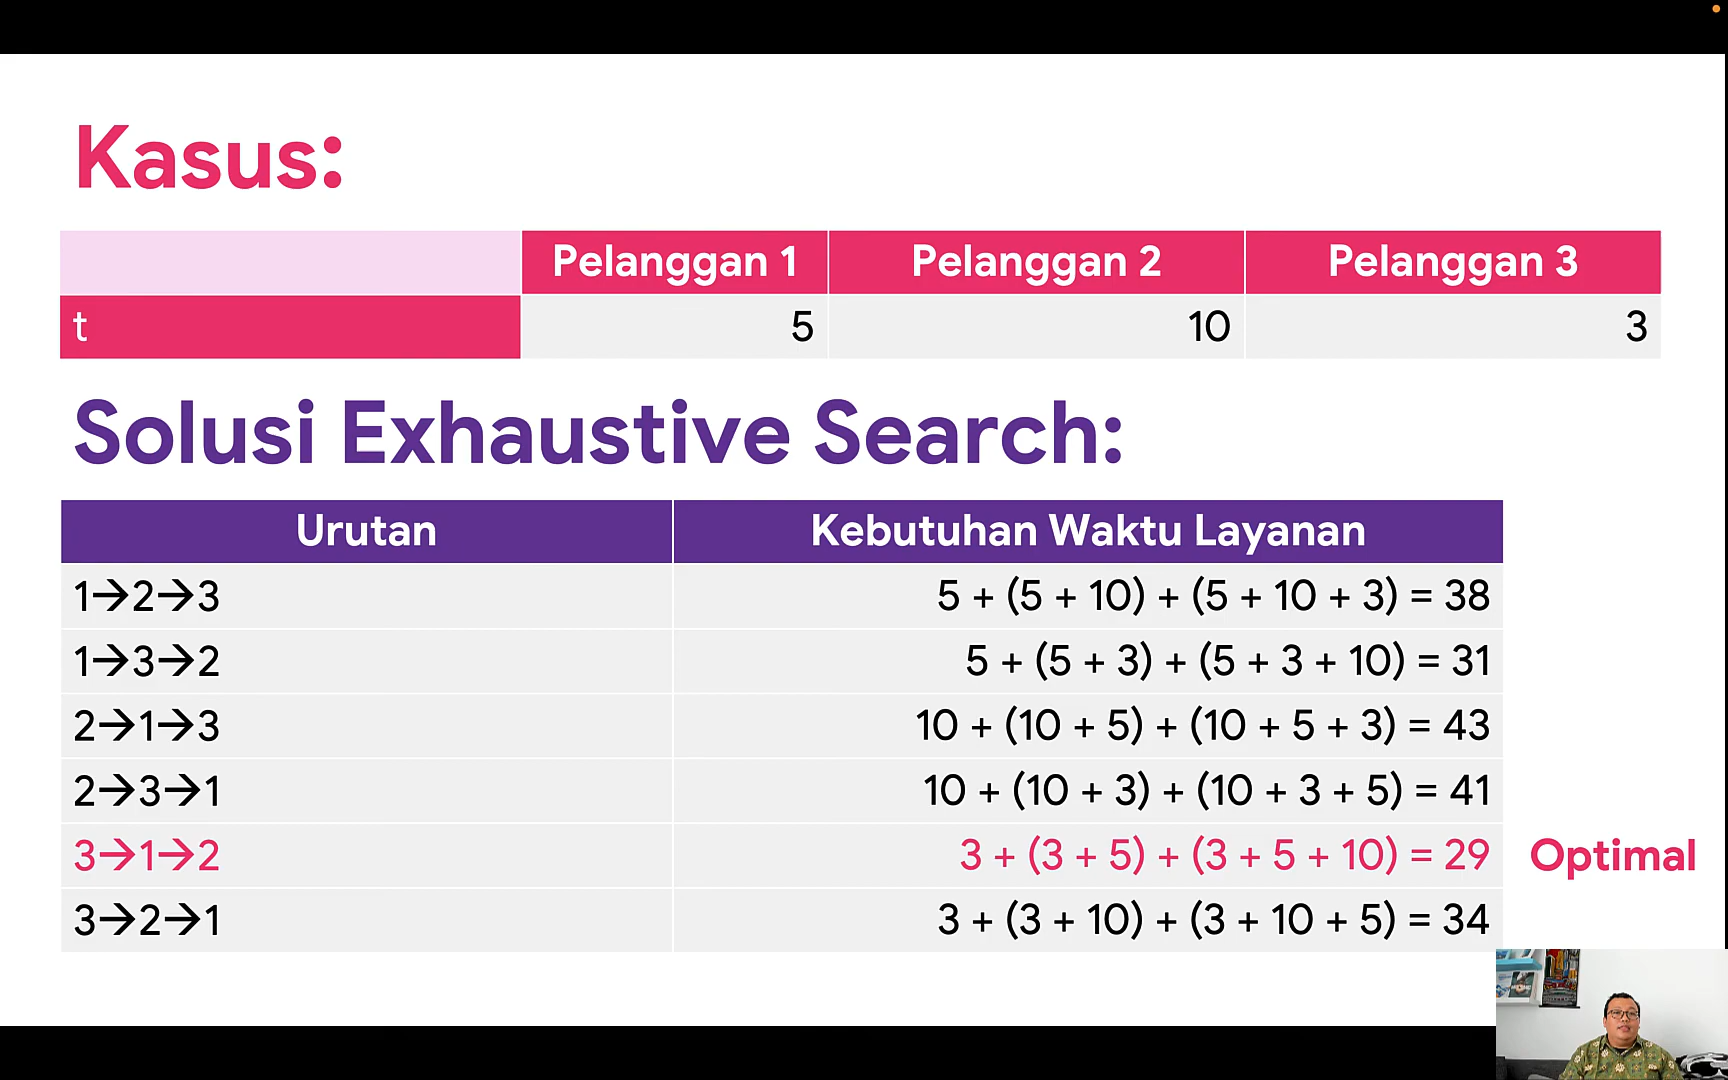 Kasus:
Pelanggan 1 Pelanggan 2 Pelanggan 3
t 5 10 3
Solusi Exhaustive Search:
Urutan Kebutuhan Waktu Layanan
1→2→3 5 + (5 + 10) + (5 + 10 + 3) = 38
1→3→2 5 + (5 + 3) + (5 + 3 + 10) = 31
2→1→3 10 + (10 + 5) + (10 + 5 + 3) = 43
2→3→1 10 + (10 + 3) + (10 + 3 + 5) = 41
3→1→2 3 + (3 + 5) + (3 + 5 + 10) = 29 Optimal
3→2→1 3 + (3 + 10) + (3 + 10 + 5) = 34